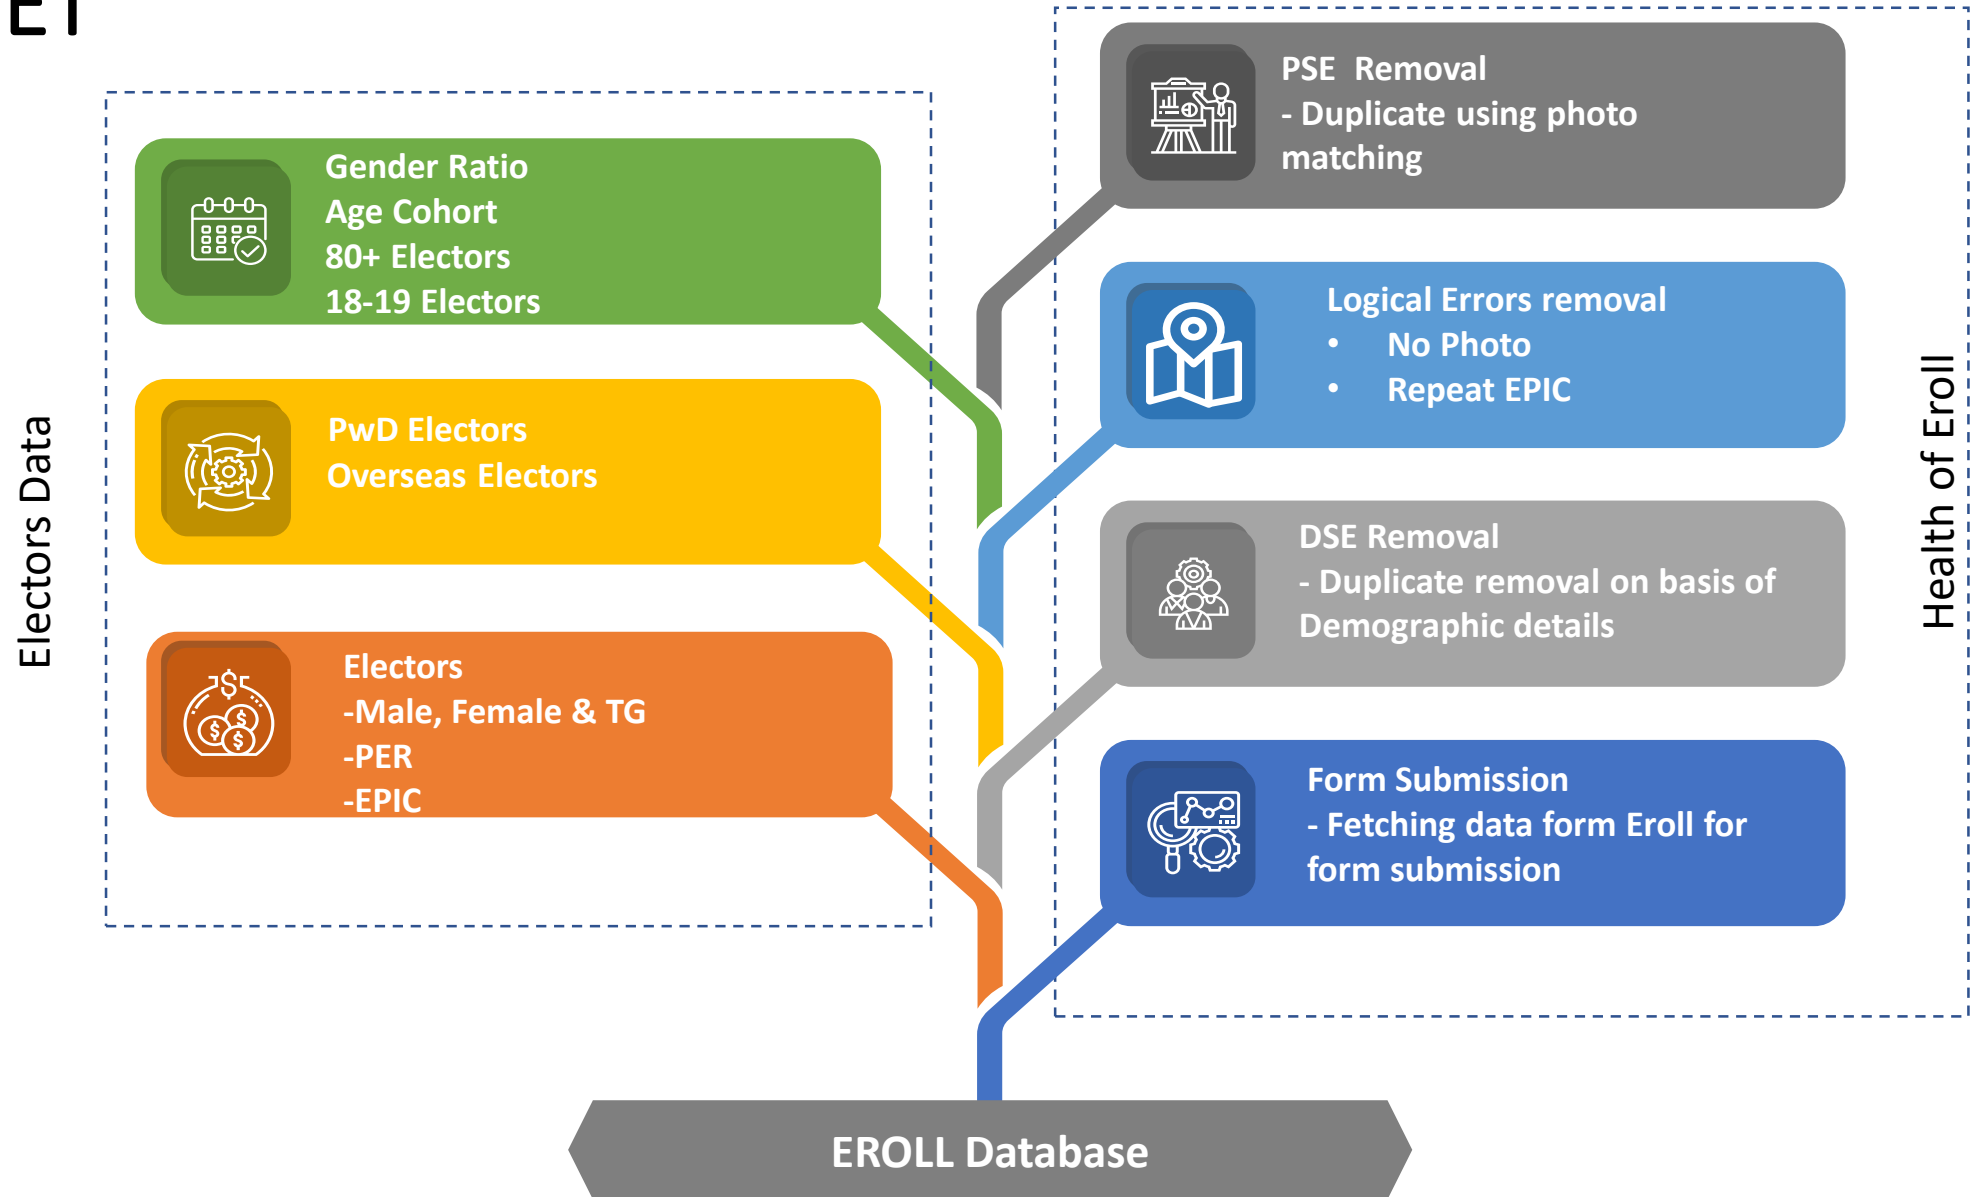 ET
Electors Data
Gender Ratio
Age Cohort
80+ Electors
18-19 Electors
PwD Electors
Overseas Electors
Electors
-Male, Female & TG
-PER
-EPIC
PSE  Removal
- Duplicate using photo
matching
Logical Errors removal
• No Photo
• Repeat EPIC
DSE Removal
- Duplicate removal on basis of
Demographic details
Form Submission
- Fetching data form Eroll for
form submission
Health of Eroll
EROLL Database